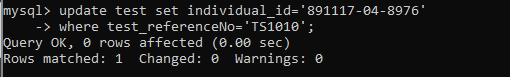 mysql> update test set individual_id='891117-04-8976'
    -> where test_referenceNo='TS1010';
Query OK, 0 rows affected (0.00 sec)
Rows matched: 1  Changed: 0  Warnings: 0